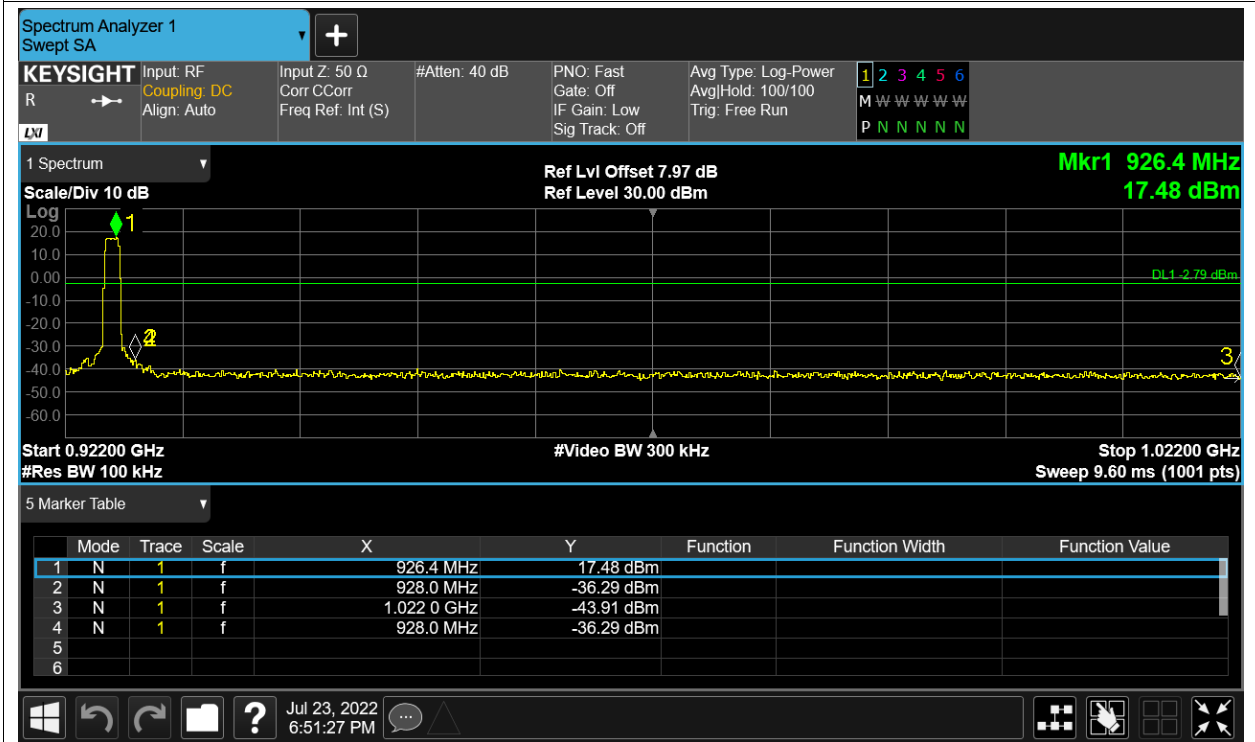 Spectrum Analyzer 1
Swept SA
+
KEYSIGHT Input: RF Input Z: 50 Ω #Atten: 40 dB PNO: Fast Avg Type: Log-Power 1 2 3 4 5 6
R Coupling: DC Corr CCorr Gate: Off Avg|Hold: 100/100 M W W W W W
Align: Auto Freq Ref: Int (S) IF Gain: Low Trig: Free Run
LXI Sig Track: Off P N N N N N
1 Spectrum Ref Lvl Offset 7.97 dB Mkr1 926.4 MHz
Scale/Div 10 dB Ref Level 30.00 dBm 17.48 dBm
Log
1
20.0
10.0
0.00 DL1 -2.79 dBm
-10.0
-20.0
-30.0
3
-40.0
-50.0
-60.0
Start 0.92200 GHz #Video BW 300 kHz Stop 1.02200 GHz
#Res BW 100 kHz Sweep 9.60 ms (1001 pts)
5 Marker Table
Mode Trace Scale X Y Function Function Width Function Value
1 N 1 f 926.4 MHz 17.48 dBm
2 N 1 f 928.0 MHz -36.29 dBm
3 N 1 f 1.022 0 GHz -43.91 dBm
4 N 1 f 928.0 MHz -36.29 dBm
5
6
? Jul 23, 2022
6:51:27 PM